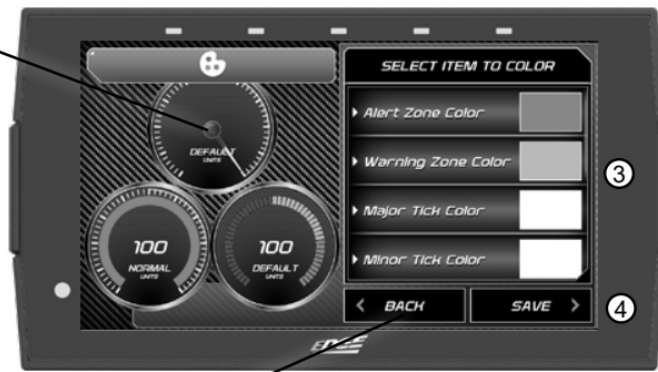 SELECT ITEM TO COLOR
Alert Zone Color
Warning Zone Color
Major Tick Color
Minor Tick Color
DEFAULT
UNITS
100
NORMAL
UNITS
100
DEFAULT
UNITS
BACK
SAVE
3
4
EDGE